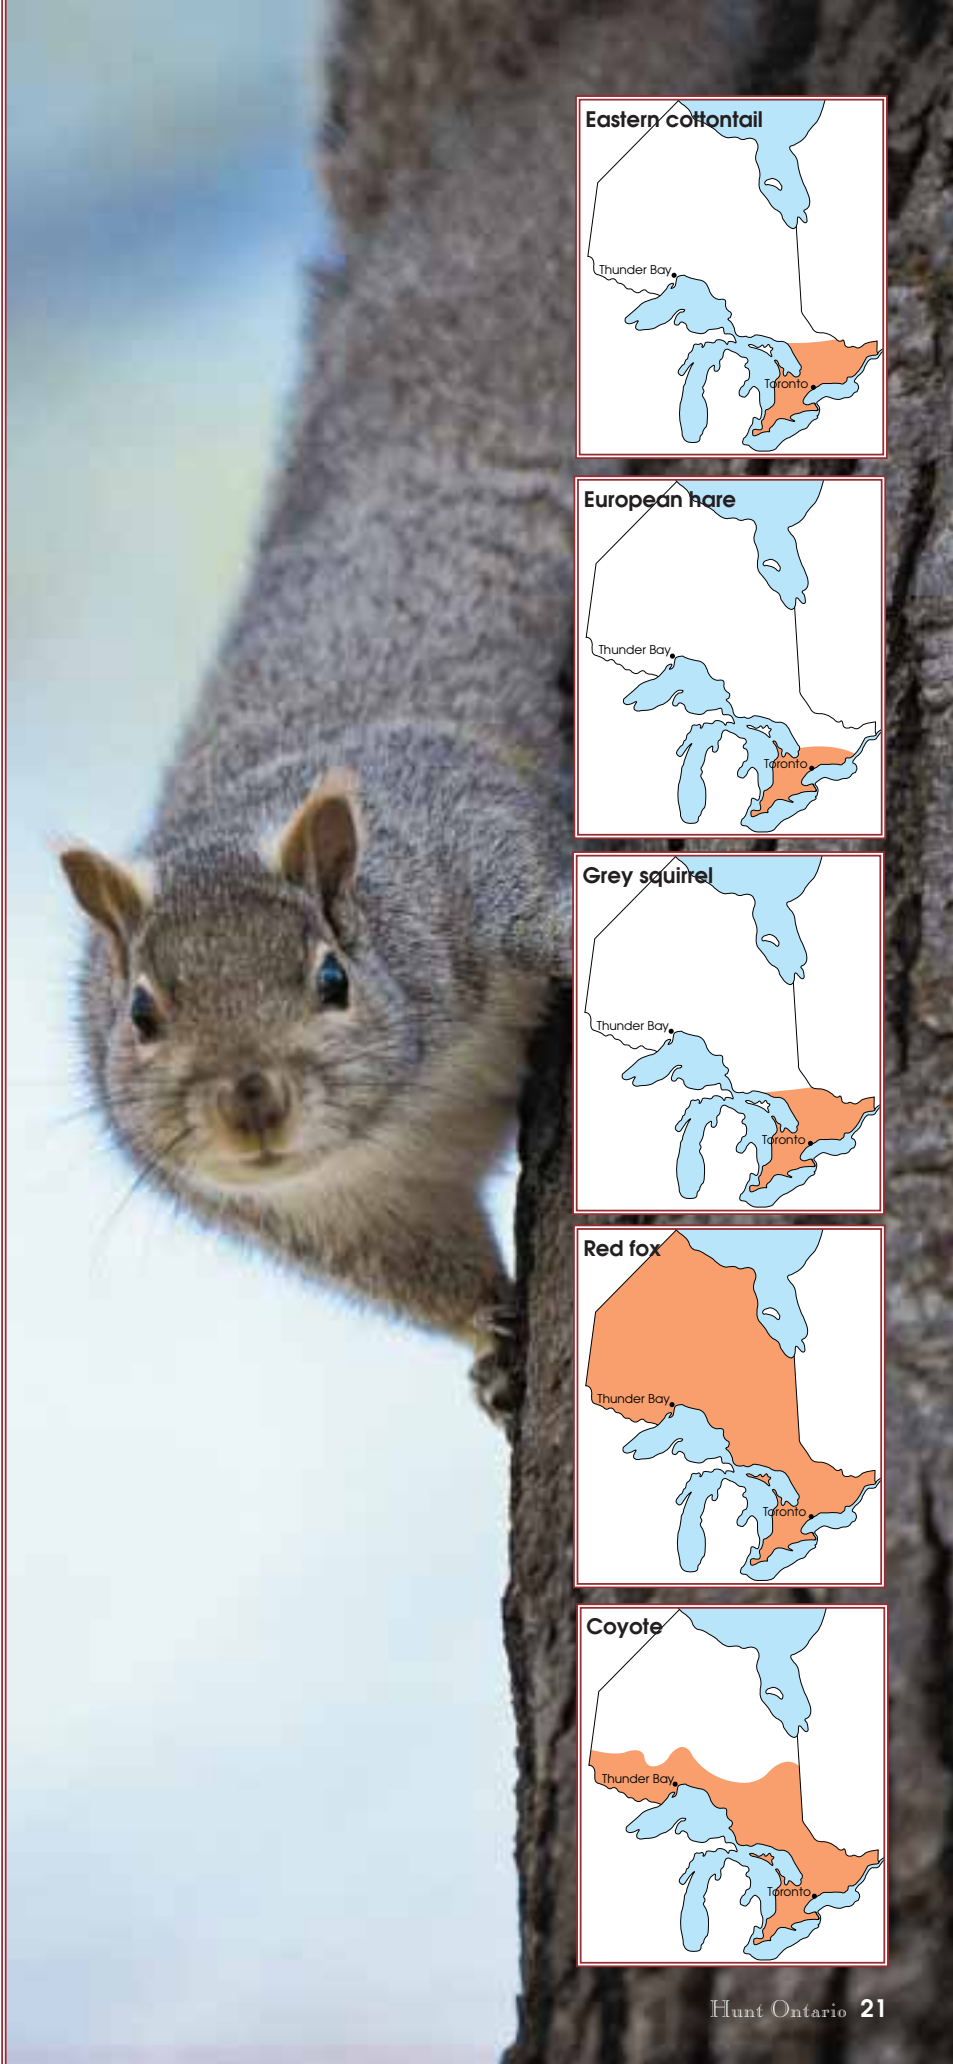 Eastern cottontail
Thunder Bay
Toronto
European hare
Thunder Bay
Toronto
Grey squirrel
Thunder Bay
Toronto
Red fox
Thunder Bay
Toronto
Coyote
Thunder Bay
Toronto
Hunt Ontario 21